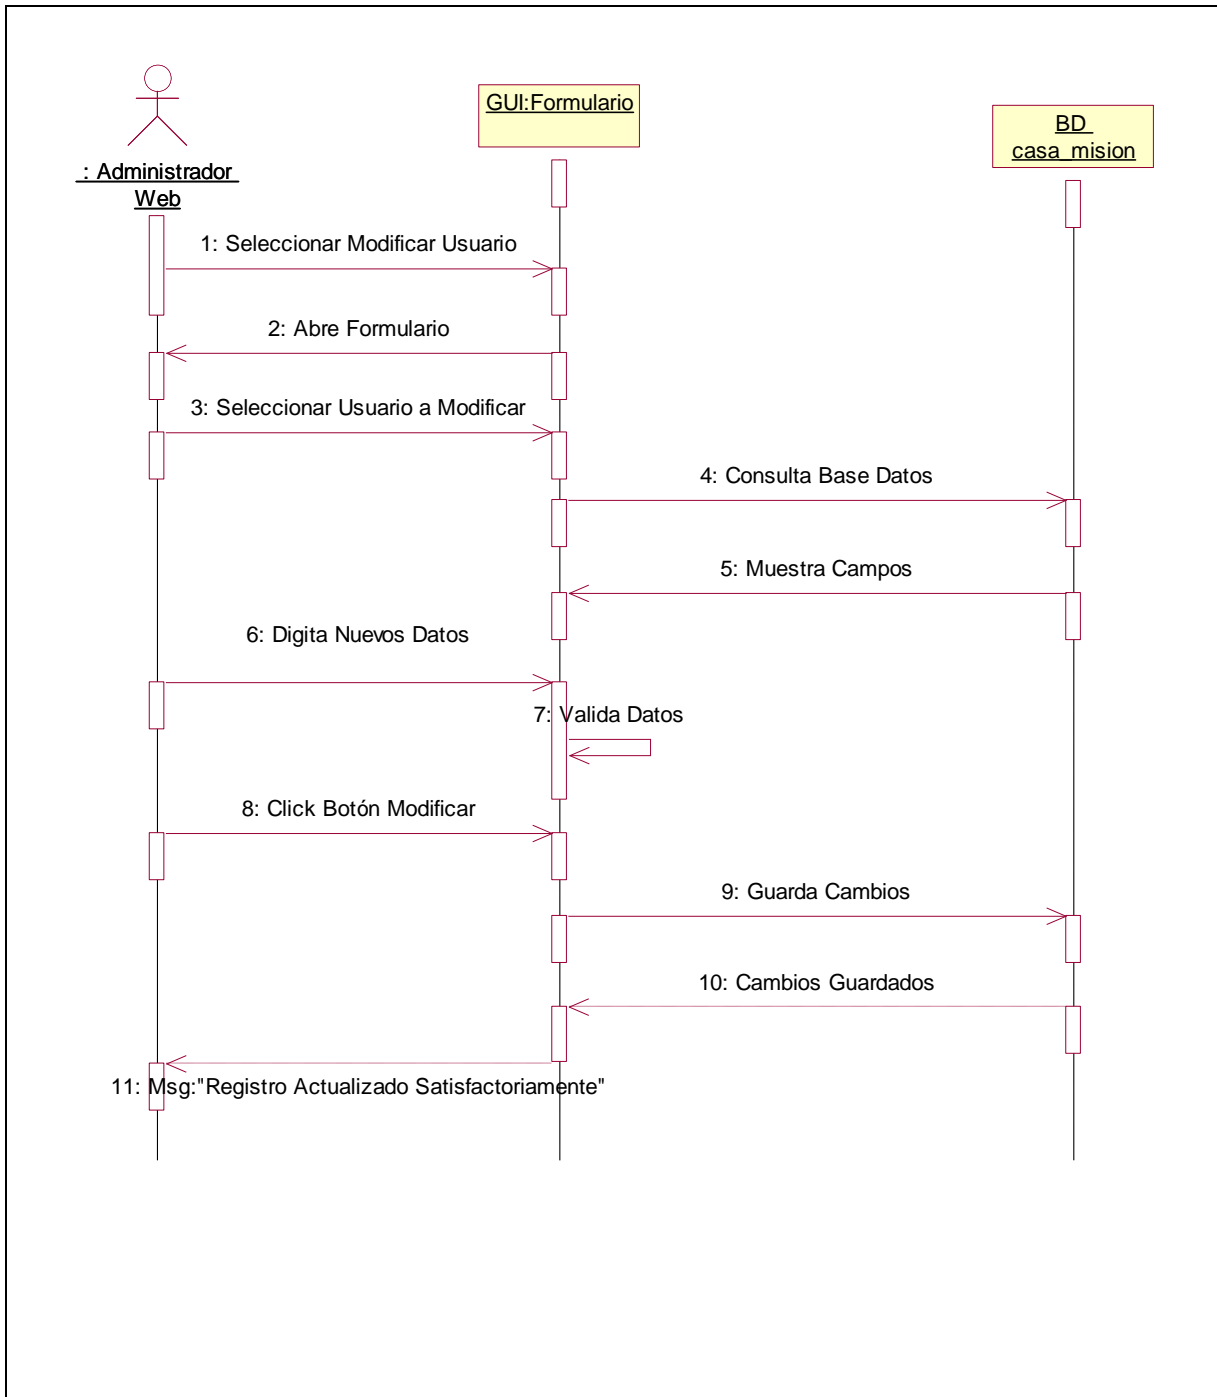 : Administrador
Web
GUI:Formulario
BD
casa_mision
1: Seleccionar Modificar Usuario
2: Abre Formulario
3: Seleccionar Usuario a Modificar
4: Consulta Base Datos
5: Muestra Campos
6: Digita Nuevos Datos
7: Valida Datos
8: Click Botón Modificar
9: Guarda Cambios
10: Cambios Guardados
11: Msg:"Registro Actualizado Satisfactoriamente"